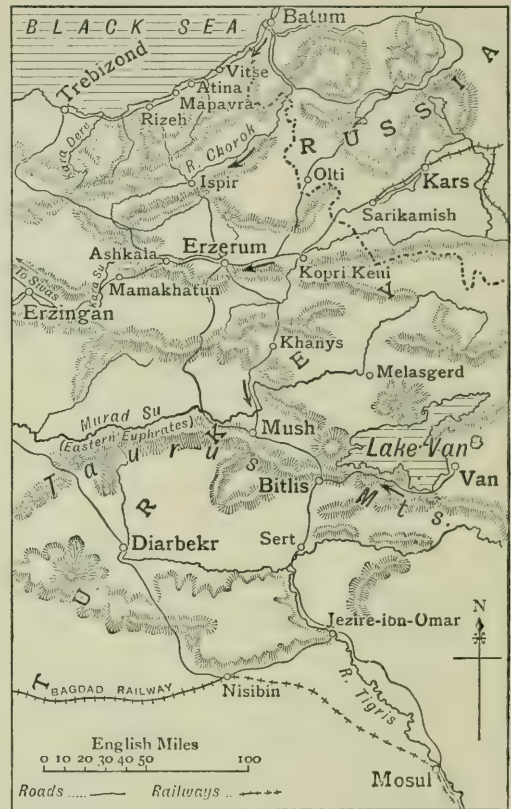 BLACK SEA
Batum
Trebizond
Vitse
Atina
Mapavra
Rizeh
Kara Dere
R. Chorok
RUSSIA
Ispir
Olti
Kars
Sarikamish
Ashkala
Erzerum
Kopri Keui
To Sivas
Kara Su
Mamakhatun
Erzingan
Khanys
Melasgerd
Murad Su
(Eastern Euphrates)
Mush
Taurus Mts.
Lake Van
Van
Bitlis
TURKEY
Diarbekr
Sert
Jezire-ibn-Omar
N
R. Tigris
BAGDAD RAILWAY
Nisibin
English Miles
0 10 20 30 40 50 100
Mosul
Roads ..... Railways ..